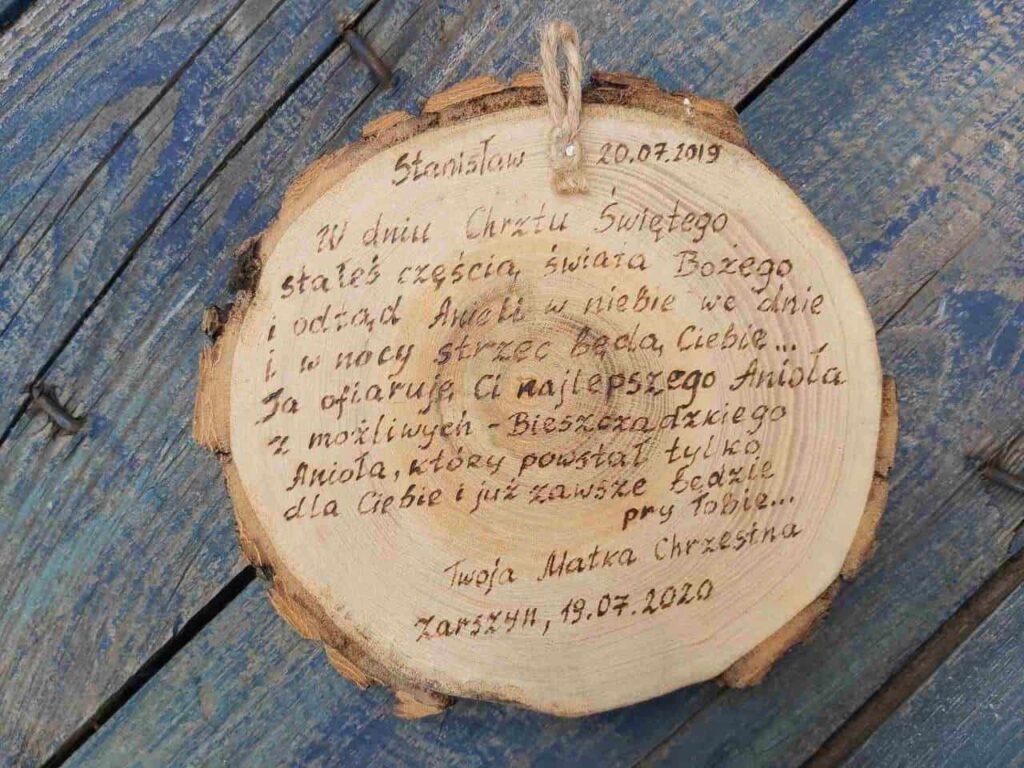 Stanisław 20.07.2019
W dniu Chrztu Świętego
stałeś częścią świata Bożego
i odtąd Anieli w niebie we dnie
i w nocy strzec będą Ciebie...
Ja ofiaruję Ci najlepszego Anioła
z możliwych - Bieszczadzkiego
Anioła, który powstał tylko
dla Ciebie i już zawsze będzie
pry Tobie...
Twoja Matka Chrzestna
Zarszyn, 19.07.2020